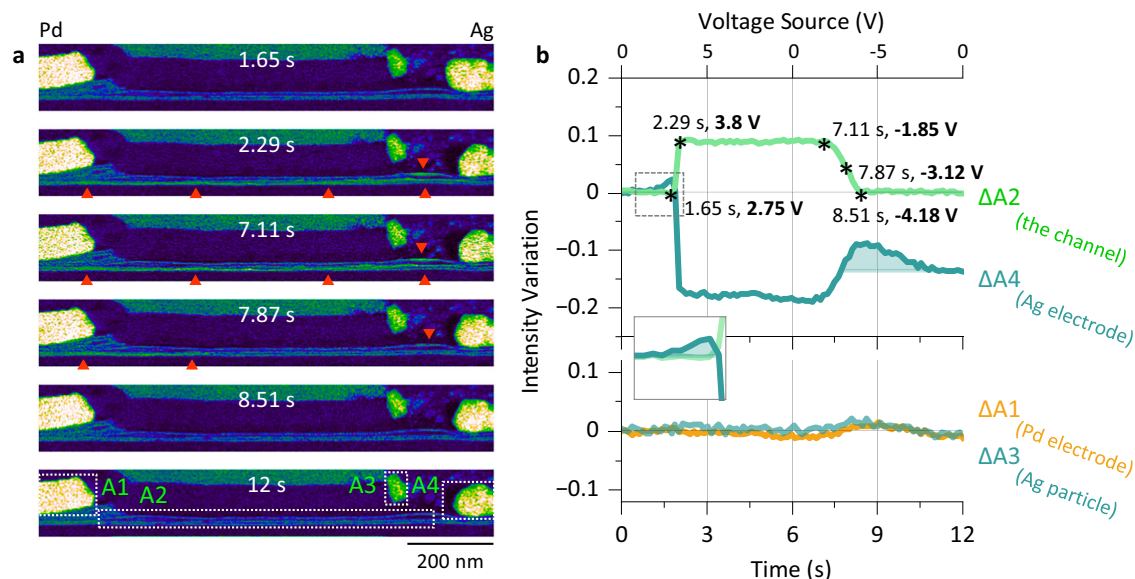 Pd
Ag
a
1.65 s
2.29 s
7.11 s
7.87 s
8.51 s
12 s
A1
A2
A3
A4
200 nm
b
Voltage Source (V)
0 5 0 -5 0
0.2
0.1
0
−0.1
−0.2
0.1
0
−0.1
Intensity Variation
2.29 s, 3.8 V
7.11 s, -1.85 V
7.87 s, -3.12 V
1.65 s, 2.75 V
8.51 s, -4.18 V
ΔA2
(the channel)
ΔA4
(Ag electrode)
ΔA1
(Pd electrode)
ΔA3
(Ag particle)
0 3 6 9 12
Time (s)